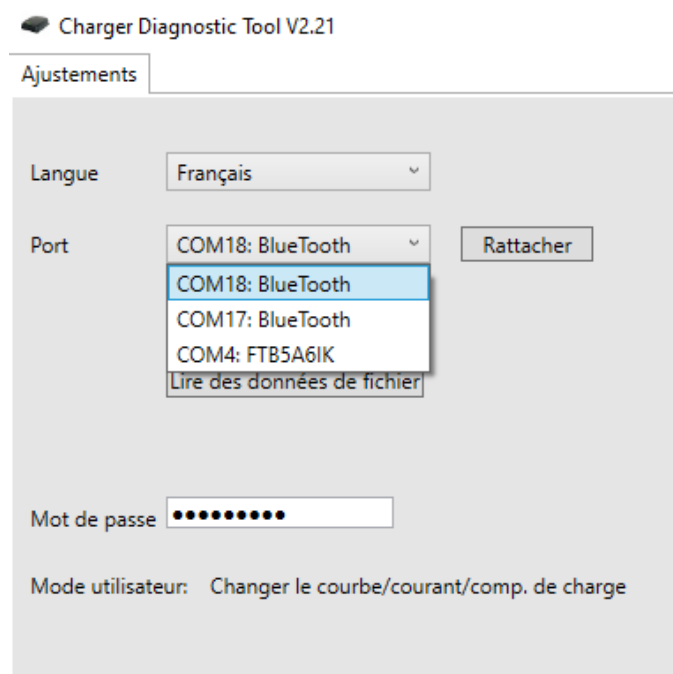 Charger Diagnostic Tool V2.21
Ajustements
Langue Français
Port COM18: BlueTooth Rattacher
COM18: BlueTooth
COM17: BlueTooth
COM4: FTB5A6IK
Lire des données de fichier
Mot de passe ●●●●●●●●●
Mode utilisateur: Changer le courbe/courant/comp. de charge